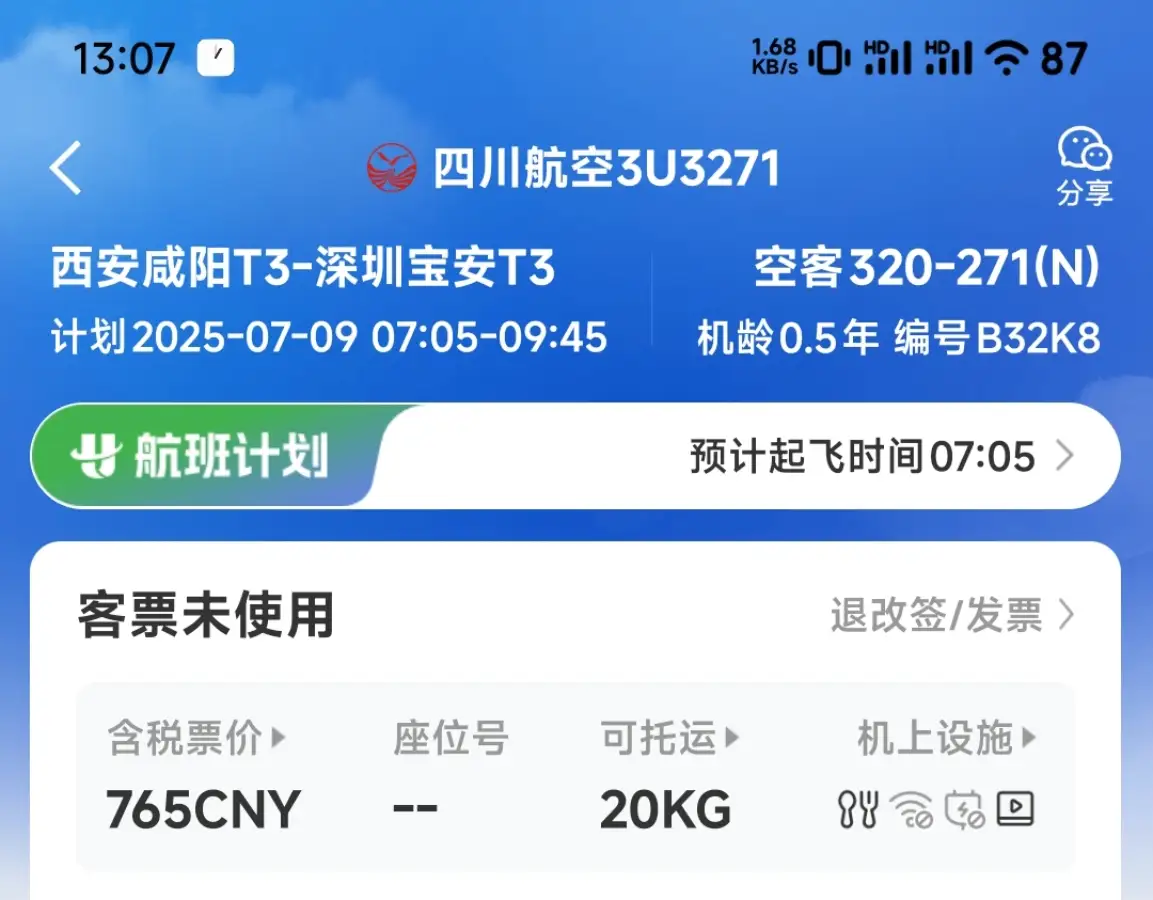 13:07
1.68 KB/s HD HD 87
四川航空3U3271
分享
西安咸阳T3-深圳宝安T3
空客320-271(N)
计划2025-07-09 07:05-09:45
机龄0.5年 编号B32K8
航班计划
预计起飞时间07:05
客票未使用
退改签/发票
含税票价 座位号 可托运 机上设施
765CNY -- 20KG